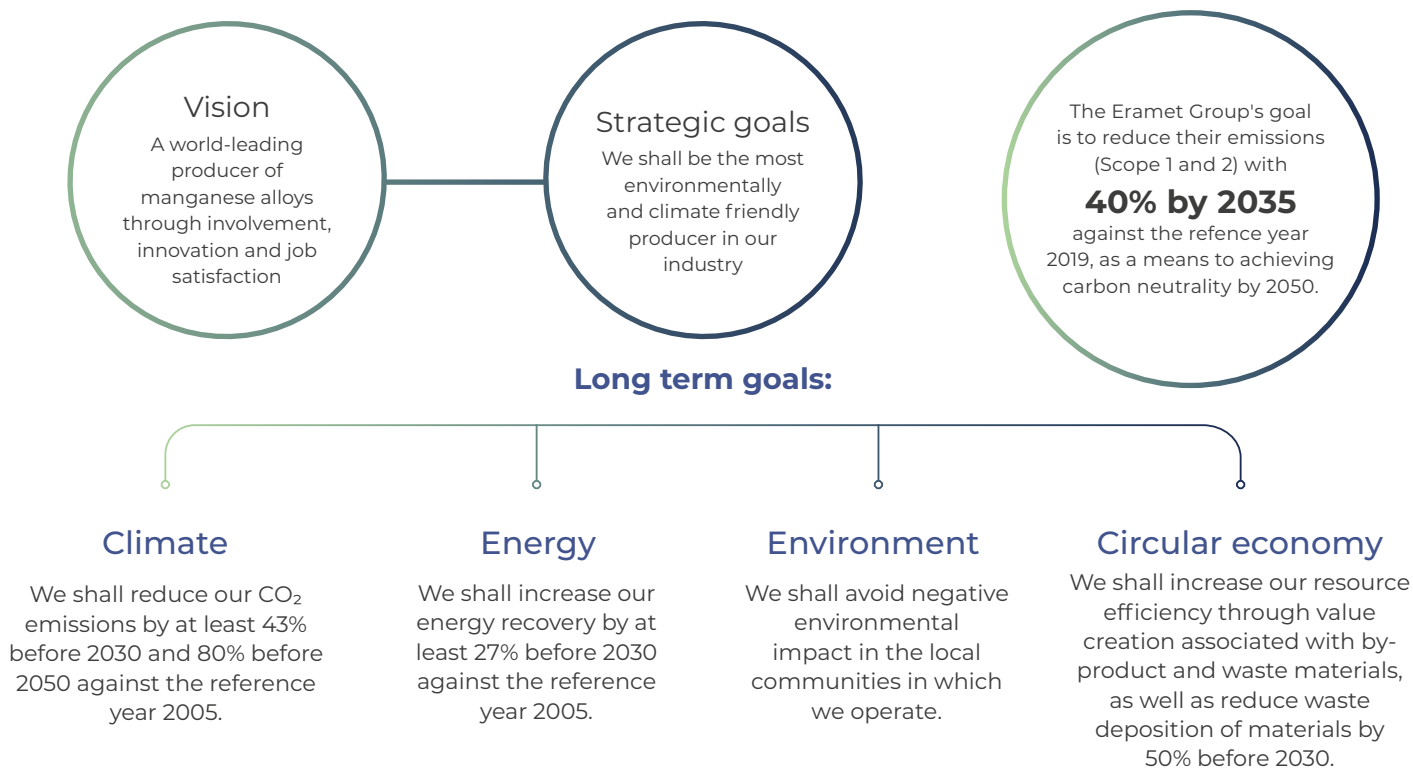 Vision
A world-leading
producer of
manganese alloys
through involvement,
innovation and job
satisfaction
Strategic goals
We shall be the most
environmentally
and climate friendly
producer in our
industry
The Eramet Group's goal
is to reduce their emissions
(Scope 1 and 2) with
40% by 2035
against the refence year
2019, as a means to achieving
carbon neutrality by 2050.
Long term goals:
Climate
We shall reduce our CO₂
emissions by at least 43%
before 2030 and 80% before
2050 against the reference
year 2005.
Energy
We shall increase our
energy recovery by at
least 27% before 2030
against the reference
year 2005.
Environment
We shall avoid negative
environmental
impact in the local
communities in which
we operate.
Circular economy
We shall increase our resource
efficiency through value
creation associated with by-
product and waste materials,
as well as reduce waste
deposition of materials by
50% before 2030.